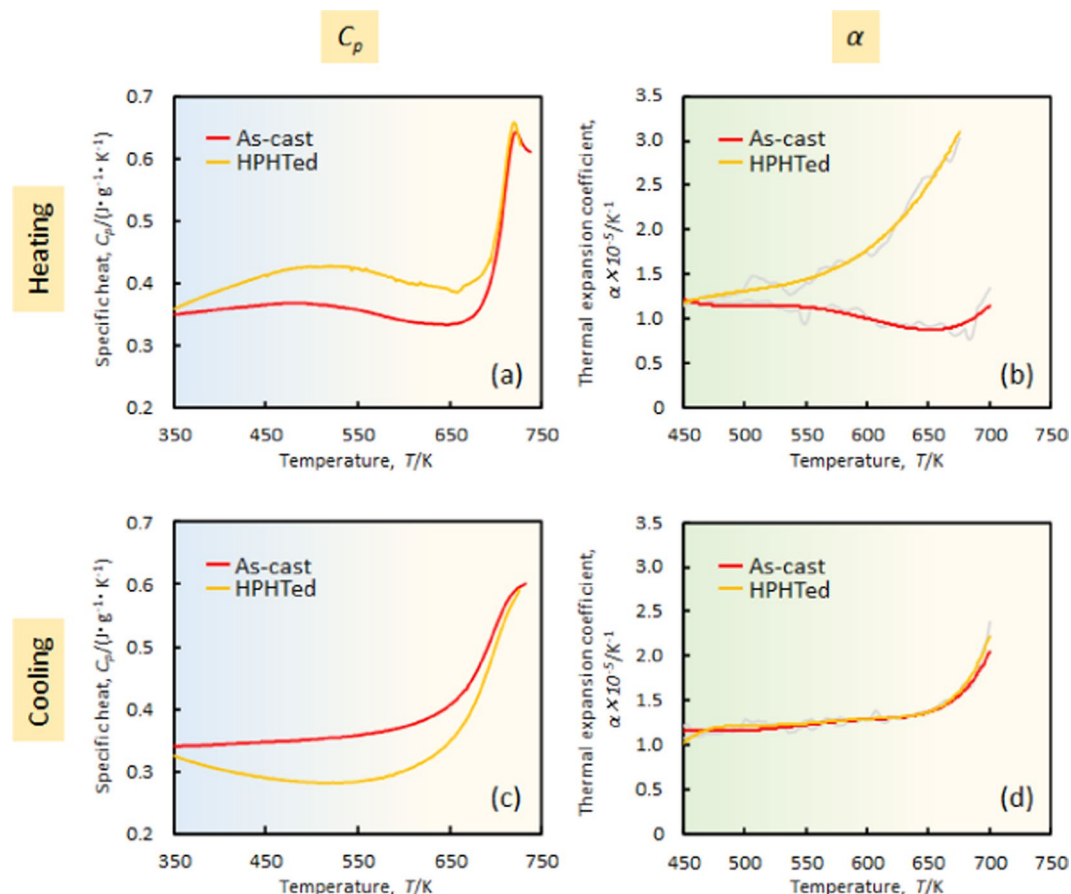 C_p
α
Heating
Specific heat, C_p/(J· g⁻¹· K⁻¹)
0.7
0.6
0.5
0.4
0.3
0.2
As-cast
HPHTed
(a)
350
450
550
650
750
Temperature, T/K
Thermal expansion coefficient,
α×10⁻⁵/K⁻¹
3.5
3.0
2.5
2.0
1.5
1.0
0.5
0
As-cast
HPHTed
(b)
450
500
550
600
650
700
750
Temperature, T/K
Cooling
Specific heat, C_p/(J· g⁻¹· K⁻¹)
0.7
0.6
0.5
0.4
0.3
0.2
As-cast
HPHTed
(c)
350
450
550
650
750
Temperature, T/K
Thermal expansion coefficient,
α×10⁻⁵/K⁻¹
3.5
3.0
2.5
2.0
1.5
1.0
0.5
0
As-cast
HPHTed
(d)
450
500
550
600
650
700
750
Temperature, T/K